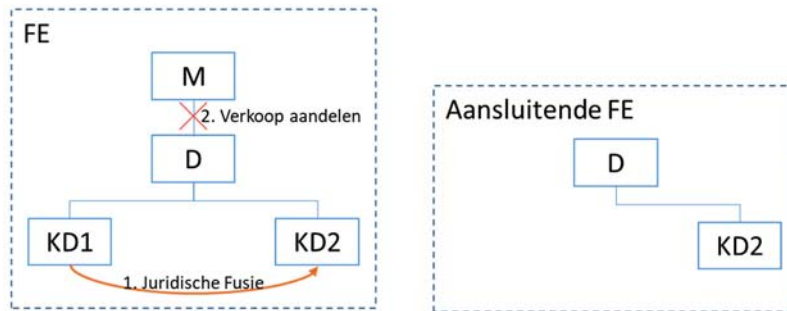 FE
M
2. Verkoop aandelen
D
KD1
KD2
1. Juridische Fusie
Aansluitende FE
D
KD2